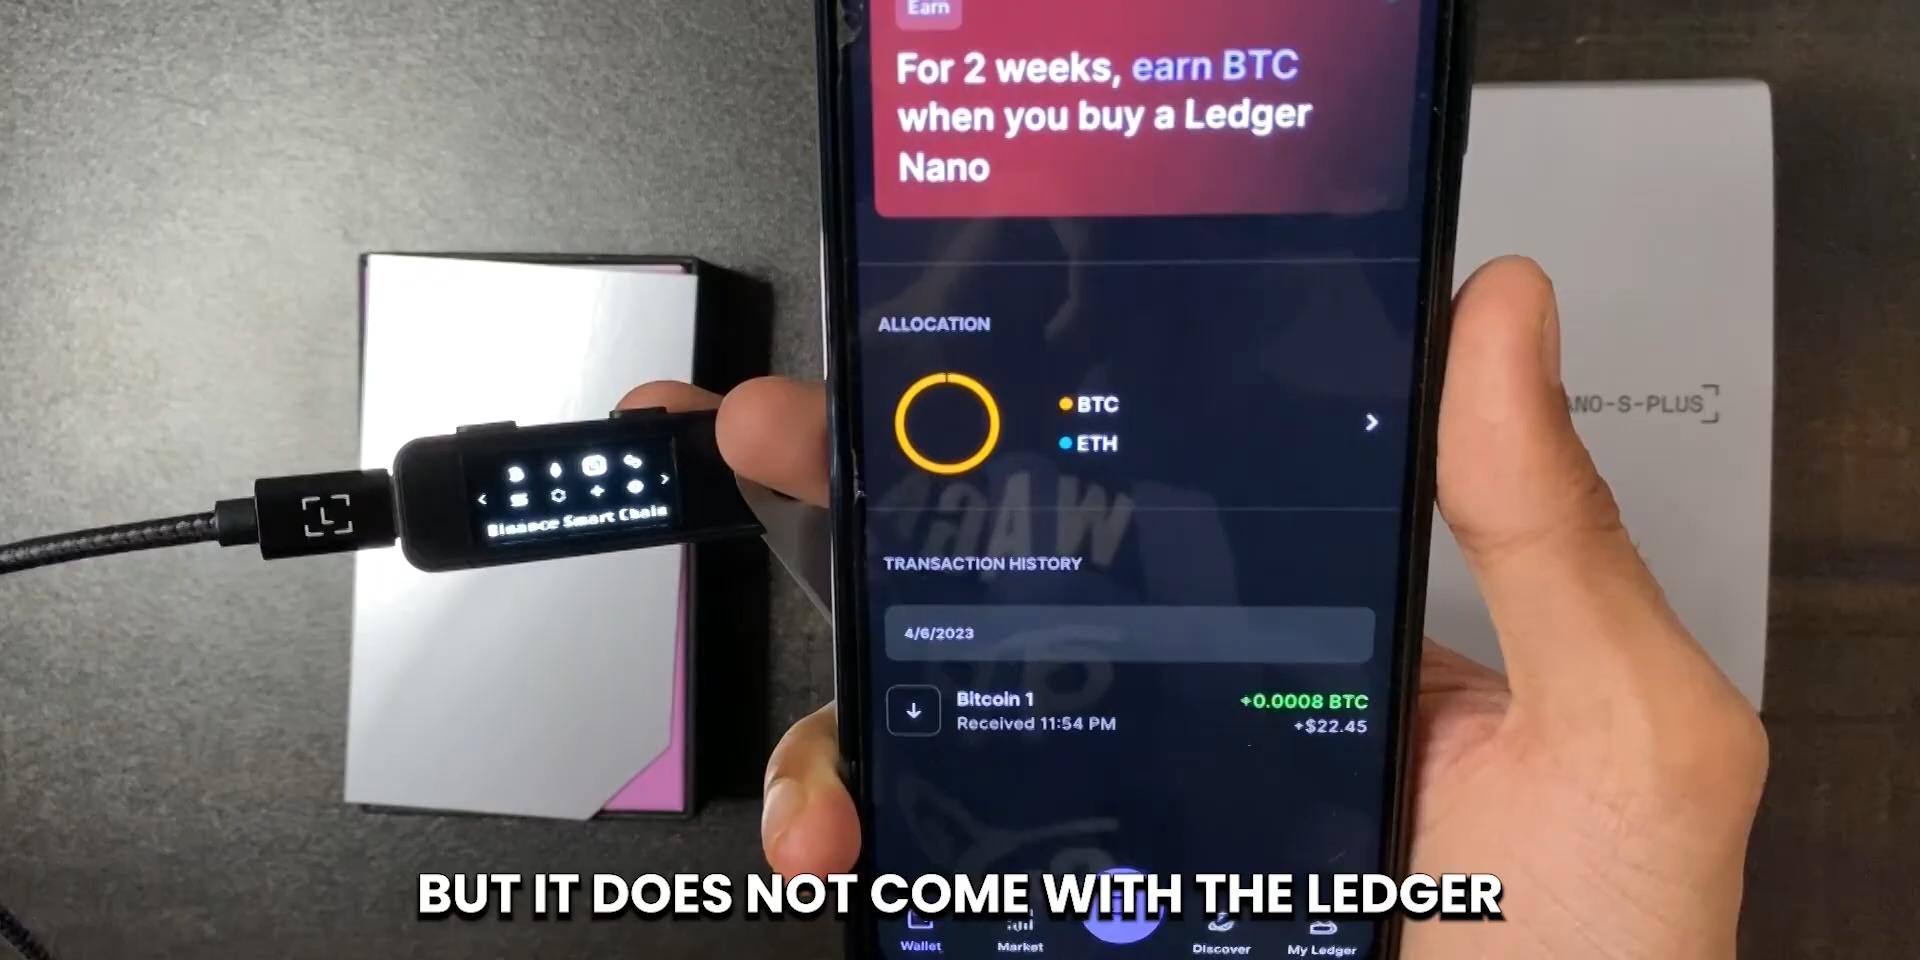 Earn
For 2 weeks, earn BTC
when you buy a Ledger
Nano
ALLOCATION
BTC
ETH
NO-S-PLUS
Binance Smart Chain
TRANSACTION HISTORY
4/6/2023
Bitcoin 1
+0.0008 BTC
Received 11:54 PM
+$22.45
BUT IT DOES NOT COME WITH THE LEDGER
Wallet
Market
Discover
My Ledger